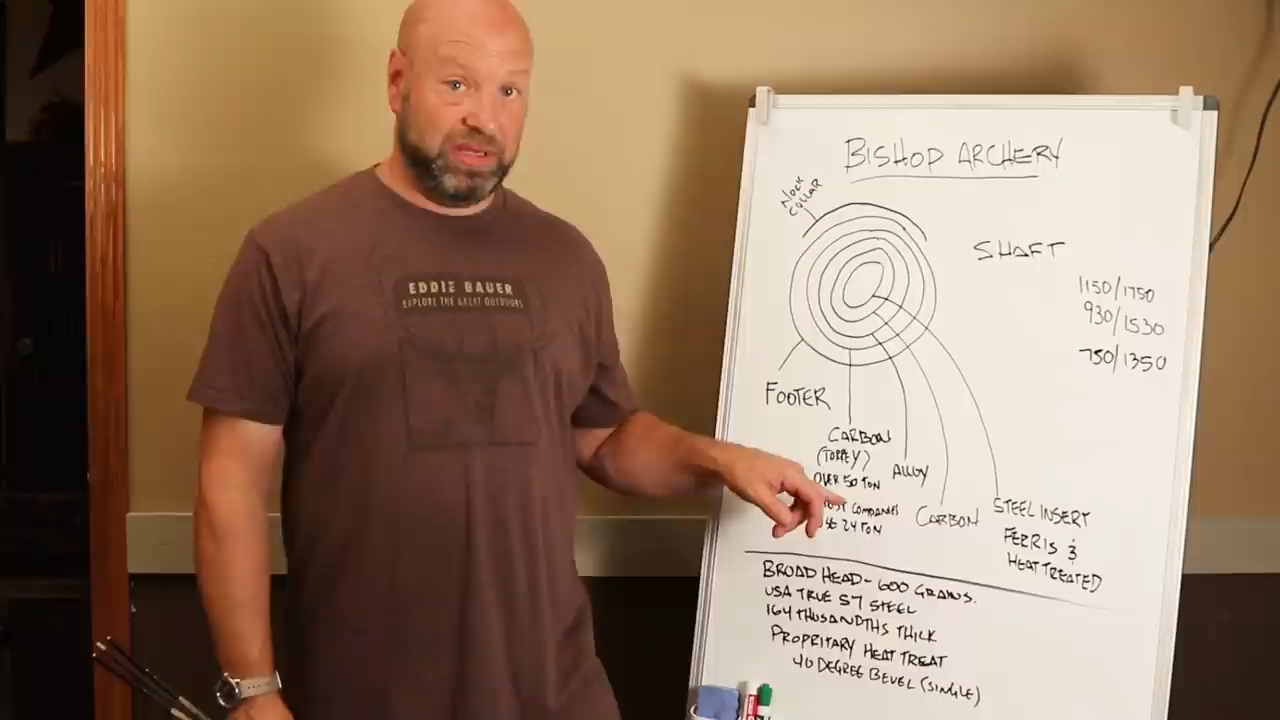 EDDIE BAUER
EXPLORE THE GREAT OUTDOORS
BISHOP ARCHERY
NOCK
COLLAR
SHAFT
1150/1750
930/1530
750/1350
FOOTER
CARBON
(TORREY)
OVER 50 TON
COMPANIES
24 TON
ALLOY
CARBON
STEEL INSERT
FERRIS &
HEAT TREATED
BROAD HEAD - 600 GRAINS.
USA TRUE S7 STEEL
164 THUSANDTHS THICK
PROPRITARY HEAT TREAT
40 DEGREE BEVEL (SINGLE)